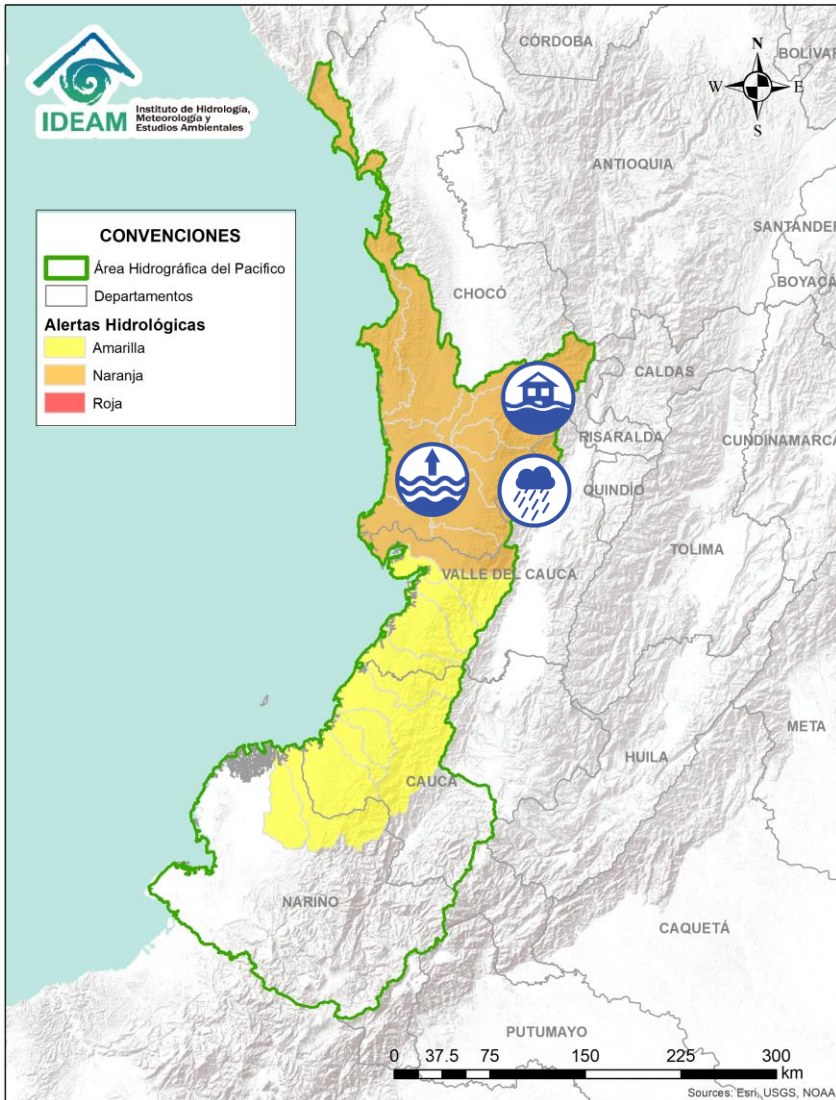 IDEAM
Instituto de Hidrología,
Meteorología y
Estudios Ambientales
CONVENCIONES
Área Hidrográfica del Pacifico
Departamentos
Alertas Hidrológicas
Amarilla
Naranja
Roja
N
W
E
S
CÓRDOBA
BOLÍVAR
ANTIOQUIA
SANTANDER
BOYACÁ
CHOCÓ
CALDAS
RISARALDA
CUNDINAMARCA
QUINDÍO
TOLIMA
VALLE DEL CAUCA
META
HUILA
CAUCA
NARIÑO
CAQUETÁ
PUTUMAYO
0 37.5 75 150 225 300
km
Sources: Esri, USGS, NOAA